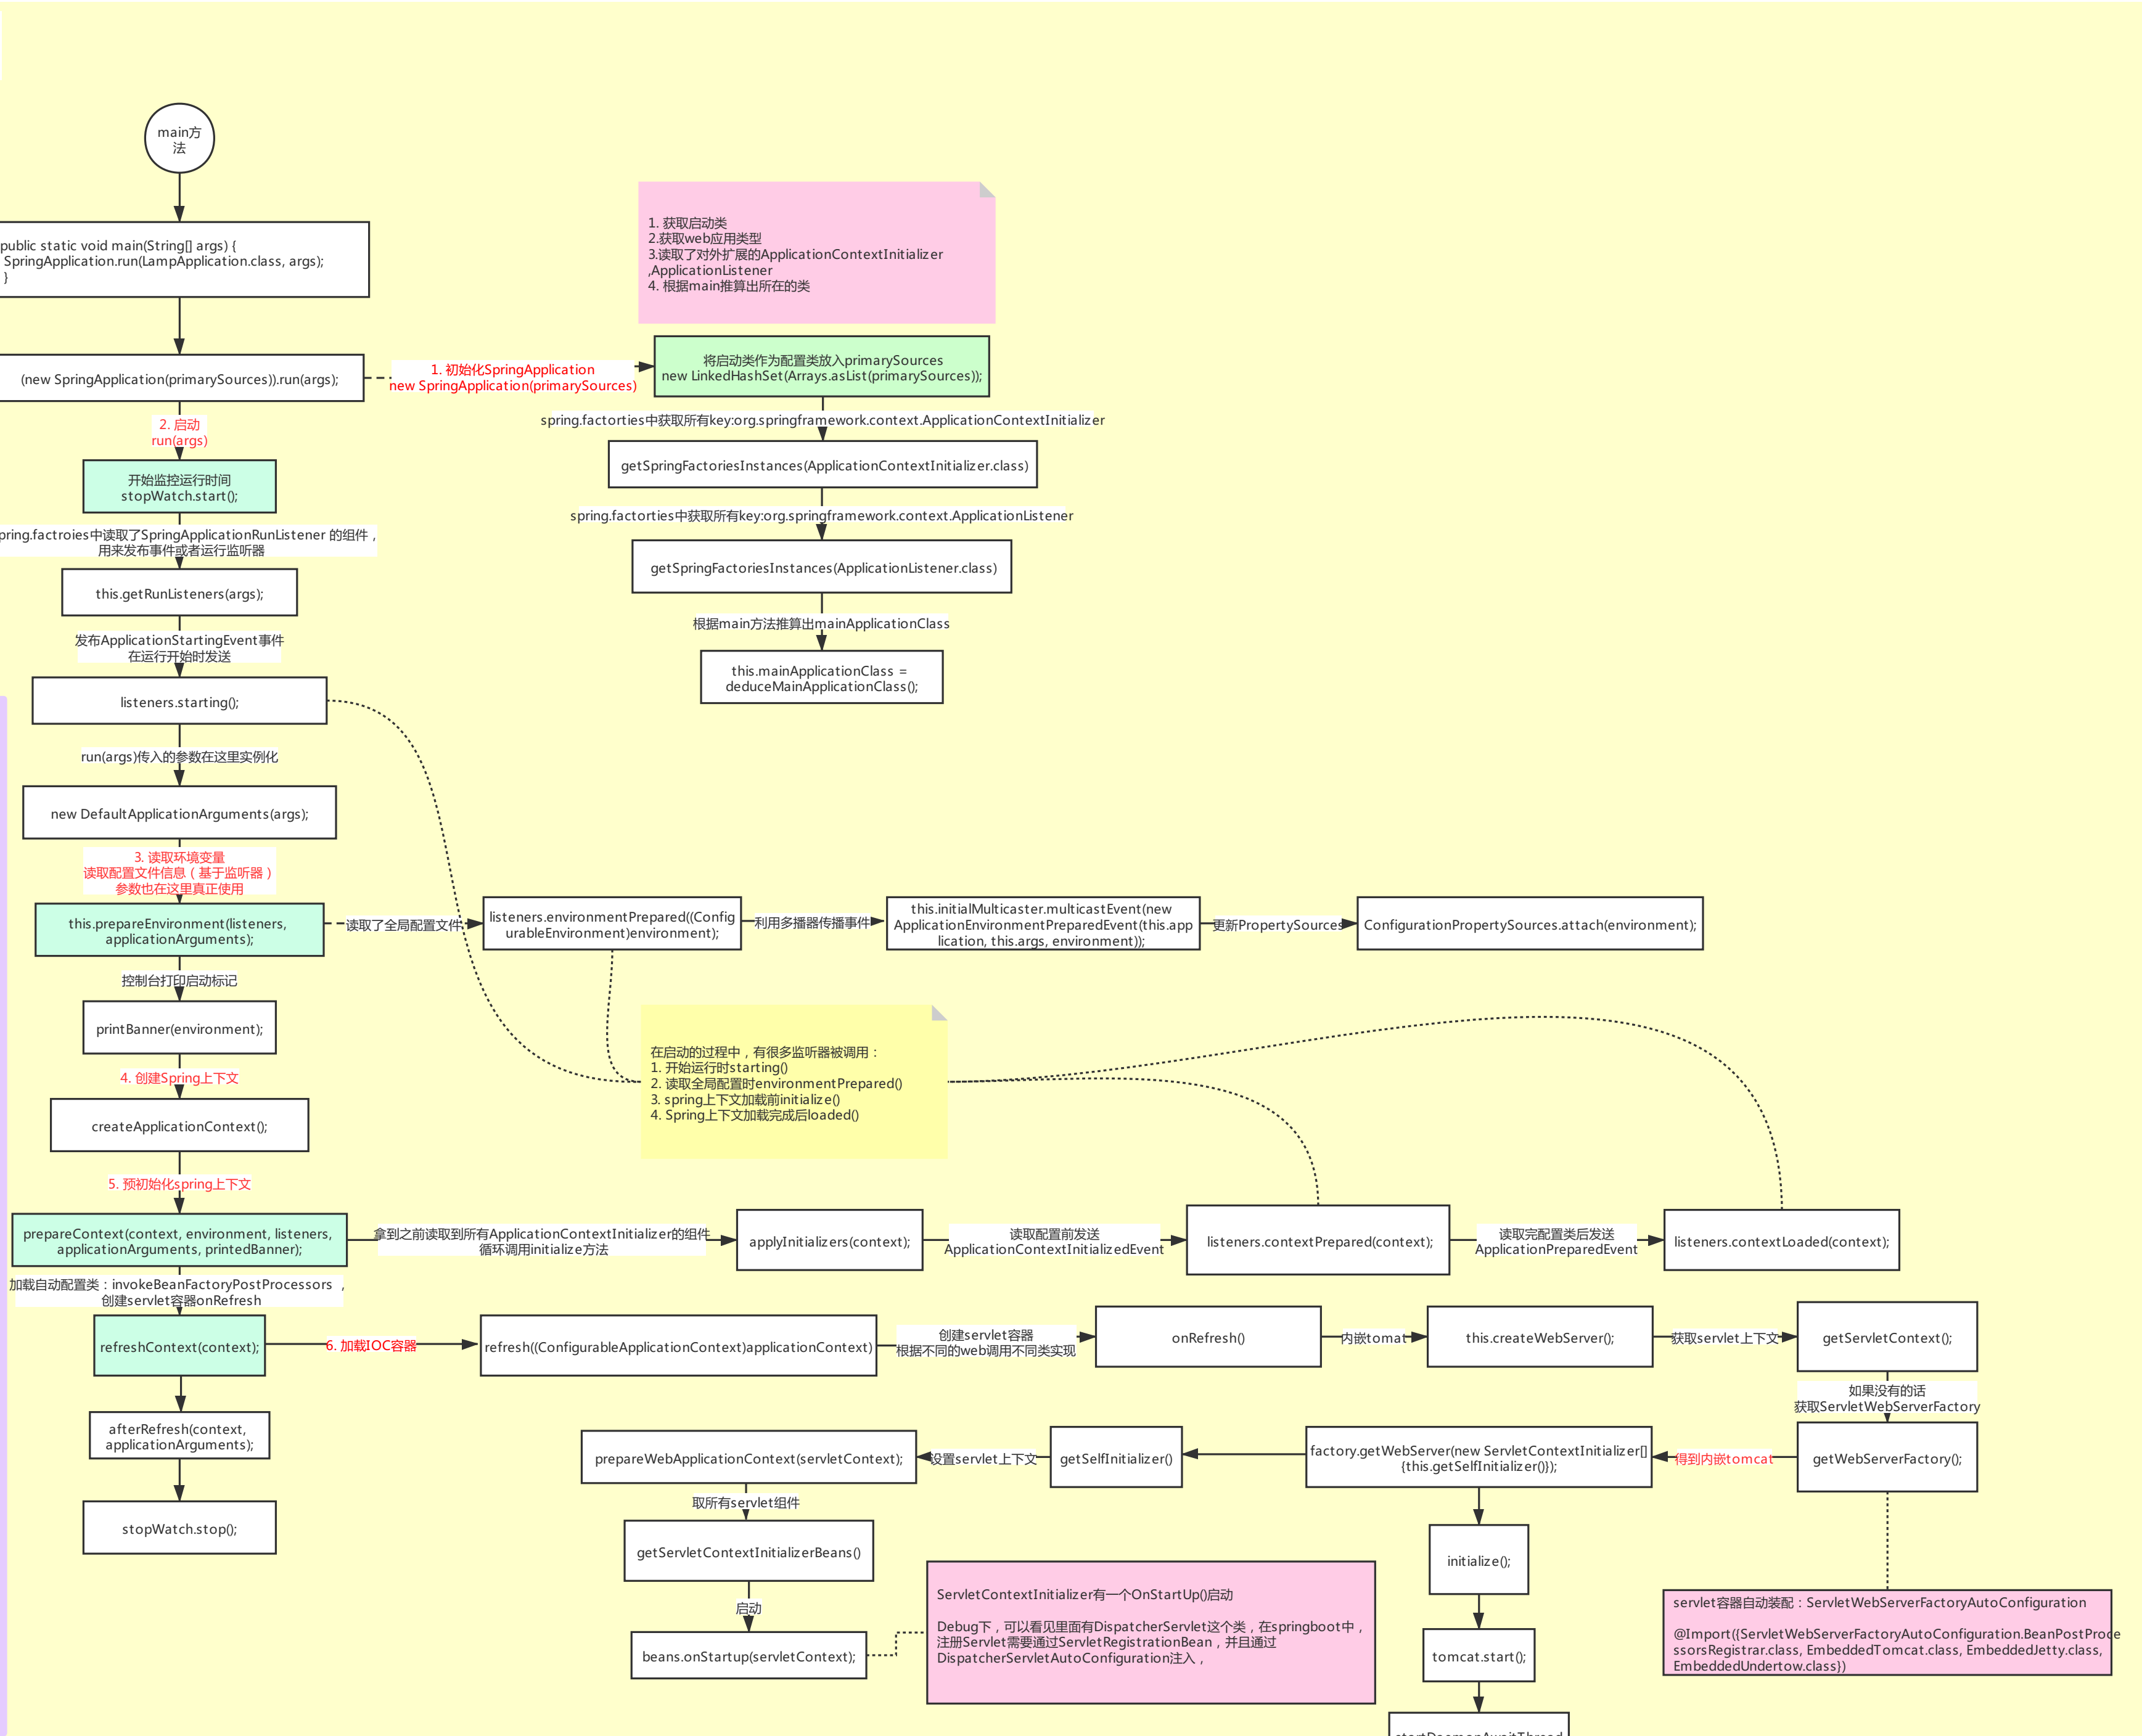 main方
法
public static void main(String[] args) {
SpringApplication.run(LampApplication.class, args);
}
(new SpringApplication(primarySources)).run(args);
1. 初始化SpringApplication
new SpringApplication(primarySources)
1. 获取启动类
2.获取web应用类型
3.读取了对外扩展的ApplicationContextInitializer
,ApplicationListener
4. 根据main推算出所在的类
将启动类作为配置类放入primarySources
new LinkedHashSet(Arrays.asList(primarySources));
spring.factorties中获取所有key:org.springframework.context.ApplicationContextInitializer
getSpringFactoriesInstances(ApplicationContextInitializer.class)
spring.factorties中获取所有key:org.springframework.context.ApplicationListener
getSpringFactoriesInstances(ApplicationListener.class)
根据main方法推算出mainApplicationClass
this.mainApplicationClass =
deduceMainApplicationClass();
2. 启动
run(args)
开始监控运行时间
stopWatch.start();
pring.factroies中读取了SpringApplicationRunListener 的组件，
用来发布事件或者运行监听器
this.getRunListeners(args);
发布ApplicationStartingEvent事件
在运行开始时发送
listeners.starting();
run(args)传入的参数在这里实例化
new DefaultApplicationArguments(args);
3. 读取环境变量
读取配置文件信息（基于监听器）
参数也在这里真正使用
this.prepareEnvironment(listeners,
applicationArguments);
读取了全局配置文件
listeners.environmentPrepared((Config
urableEnvironment)environment);
利用多播器传播事件
this.initialMulticaster.multicastEvent(new
ApplicationEnvironmentPreparedEvent(this.app
lication, this.args, environment));
更新PropertySources
ConfigurationPropertySources.attach(environment);
控制台打印启动标记
printBanner(environment);
在启动的过程中，有很多监听器被调用：
1. 开始运行时starting()
2. 读取全局配置时environmentPrepared()
3. spring上下文加载前initialize()
4. Spring上下文加载完成后loaded()
4. 创建Spring上下文
createApplicationContext();
5. 预初始化spring上下文
prepareContext(context, environment, listeners,
applicationArguments, printedBanner);
拿到之前读取到所有ApplicationContextInitializer的组件
循环调用initialize方法
applyInitializers(context);
读取配置前发送
ApplicationContextInitializedEvent
listeners.contextPrepared(context);
读取完配置类后发送
ApplicationPreparedEvent
listeners.contextLoaded(context);
加载自动配置类：invokeBeanFactoryPostProcessors ，
创建servlet容器onRefresh
refreshContext(context);
6. 加载IOC容器
refresh((ConfigurableApplicationContext)applicationContext)
创建servlet容器
根据不同的web调用不同类实现
onRefresh()
内嵌tomat
this.createWebServer();
获取servlet上下文
getServletContext();
如果没有的话
获取ServletWebServerFactory
getWebServerFactory();
得到内嵌tomcat
factory.getWebServer(new ServletContextInitializer[]
{this.getSelfInitializer()});
getSelfInitializer()
设置servlet上下文
prepareWebApplicationContext(servletContext);
取所有servlet组件
getServletContextInitializerBeans()
启动
beans.onStartup(servletContext);
afterRefresh(context,
applicationArguments);
stopWatch.stop();
ServletContextInitializer有一个OnStartUp()启动
Debug下，可以看见里面有DispatcherServlet这个类，在springboot中，
注册Servlet需要通过ServletRegistrationBean，并且通过
DispatcherServletAutoConfiguration注入，
initialize();
tomcat.start();
startDaemonAwaitThread
servlet容器自动装配：ServletWebServerFactoryAutoConfiguration
@Import({ServletWebServerFactoryAutoConfiguration.BeanPostProce
ssorsRegistrar.class, EmbeddedTomcat.class, EmbeddedJetty.class,
EmbeddedUndertow.class})